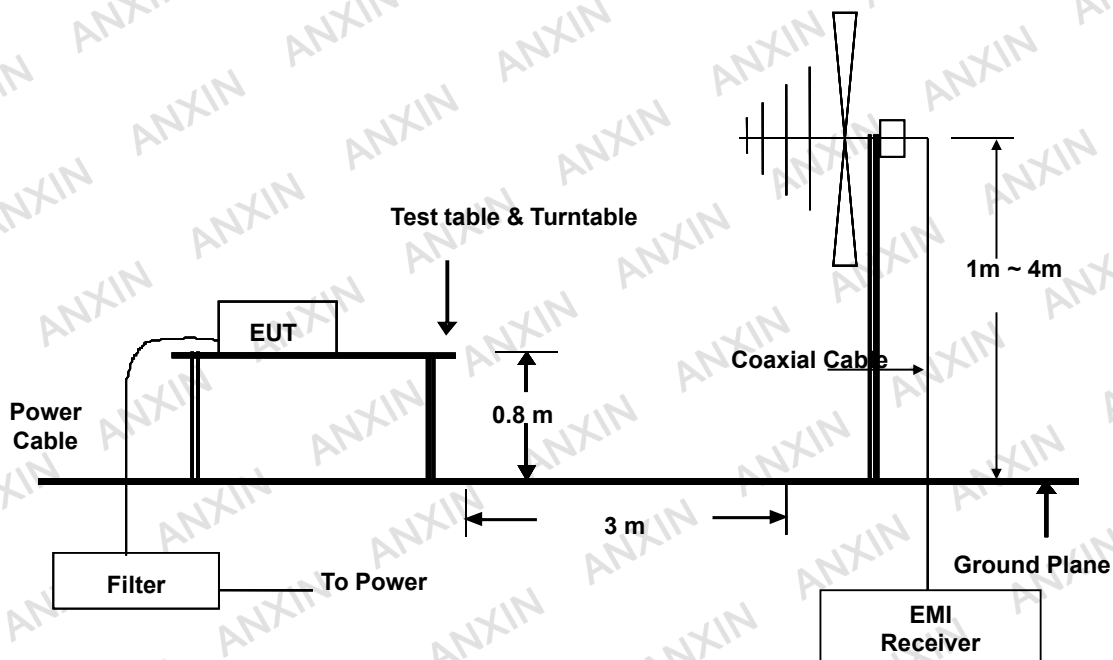 Test table & Turntable
1m ~ 4m
EUT
Coaxial Cable
0.8 m
Power
Cable
3 m
Filter
To Power
Ground Plane
EMI
Receiver
ANXIN